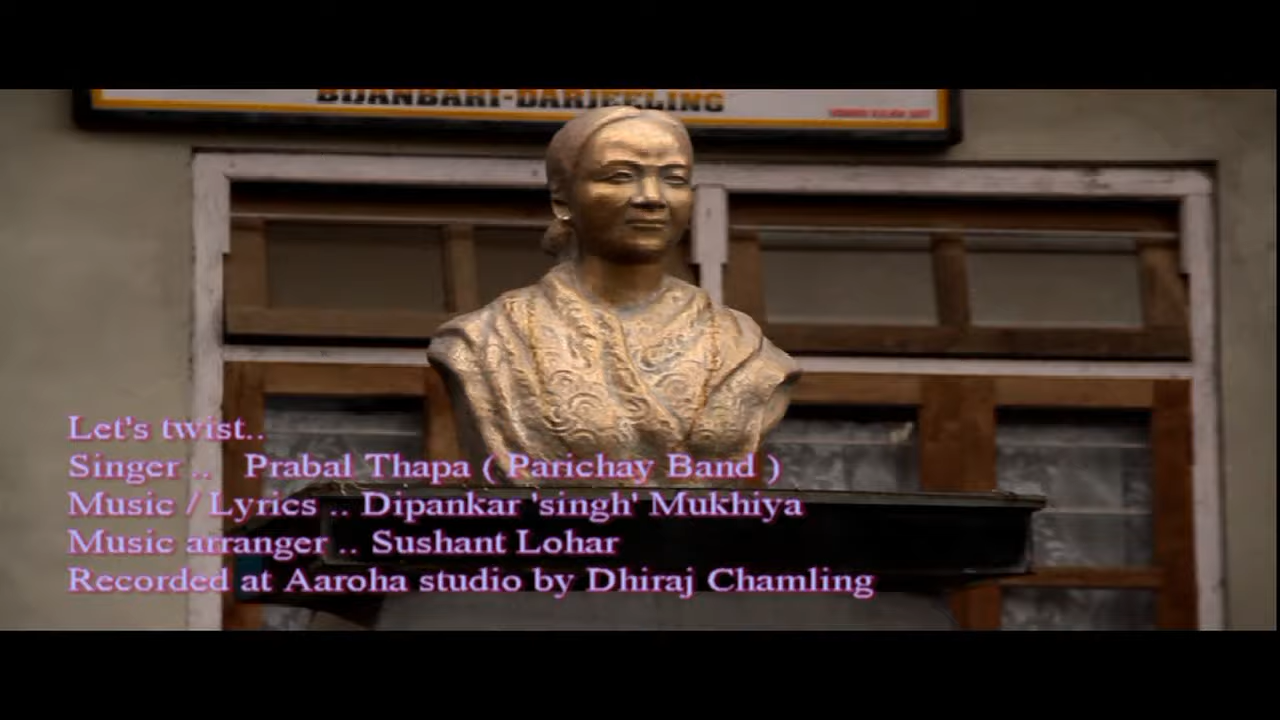 BIJANBARI-DARJEELING
Let's twist..
Singer .. Prabal Thapa ( Parichay Band )
Music / Lyrics .. Dipankar 'singh' Mukhiya
Music arranger .. Sushant Lohar
Recorded at Aaroha studio by Dhiraj Chamling